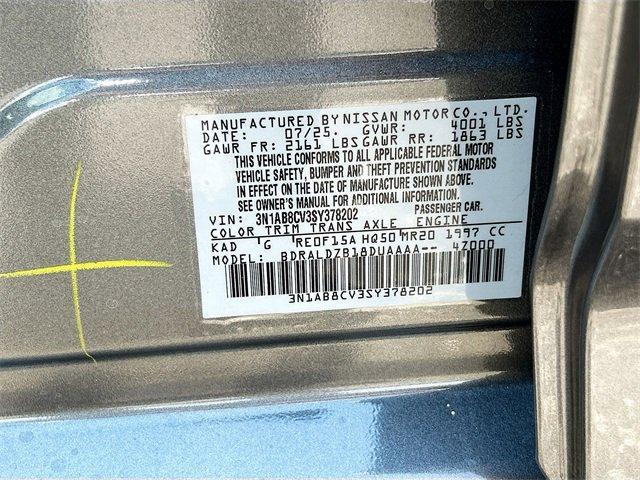 MANUFACTURED BY NISSAN MOTOR CO., LTD.
DATE: 07/25. GVWR: 4001 LBS
GAWR FR: 2161 LBS GAWR RR: 1863 LBS
THIS VEHICLE CONFORMS TO ALL APPLICABLE FEDERAL MOTOR
VEHICLE SAFETY, BUMPER AND THEFT PREVENTION STANDARDS
IN EFFECT ON THE DATE OF MANUFACTURE SHOWN ABOVE.
SEE OWNER'S MANUAL FOR ADDITIONAL INFORMATION.
VIN: 3N1AB8CV3SY378202 PASSENGER CAR.
COLOR TRIM TRANS AXLE ENGINE
KAD G RE0F15A HQ50 MR20 1997 CC
MODEL: BDRALDZB18DUAAAA-- 4Z000
3N1AB8CV3SY378202